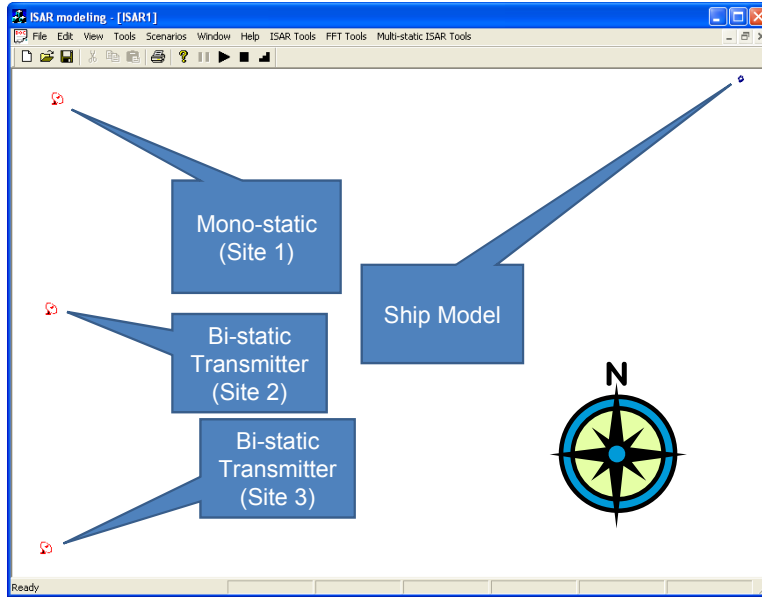 ISAR modeling - [ISAR1]
File Edit View Tools Scenarios Window Help ISAR Tools FFT Tools Multi-static ISAR Tools
Mono-static
(Site 1)
Ship Model
Bi-static
Transmitter
(Site 2)
N
Bi-static
Transmitter
(Site 3)
Ready